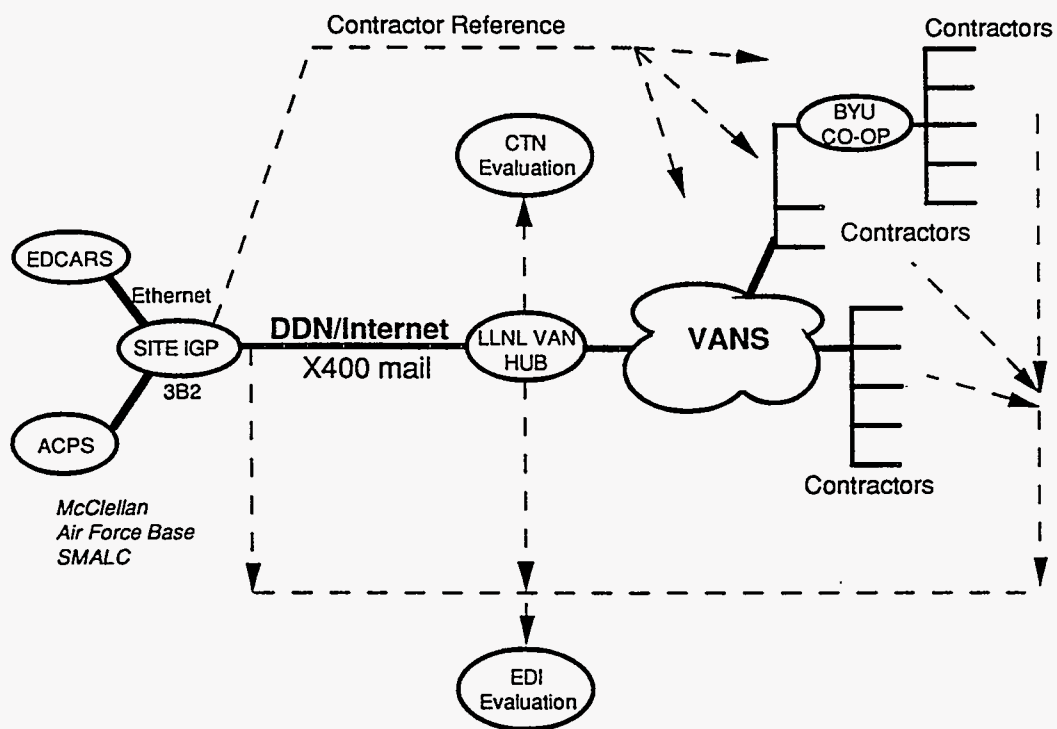 Contractor Reference
Contractors
BYU
CO-OP
CTN
Evaluation
Contractors
EDCARS
Ethernet
SITE IGP
3B2
DDN/Internet
X400 mail
LLNL VAN
HUB
VANS
ACPS
McClellan
Air Force Base
SMALC
Contractors
EDI
Evaluation